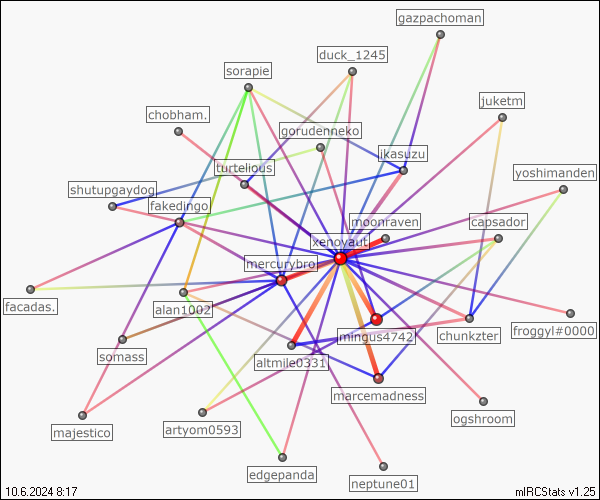 gazpachoman
duck_1245
sorapie
juketm
chobham.
gorudenneko
ikasuzu
turtelious
yoshimanden
shutupgaydog
fakedingo
moonraven
capsador
xenoyaut
mercurybro
facadas.
alan1002
froggyl#0000
mingus4742
chunkzter
somass
altmile0331
marcemadness
ogshroom
majestico
artyom0593
edgepanda
neptune01
10.6.2024 8:17
mIRCStats v1.25